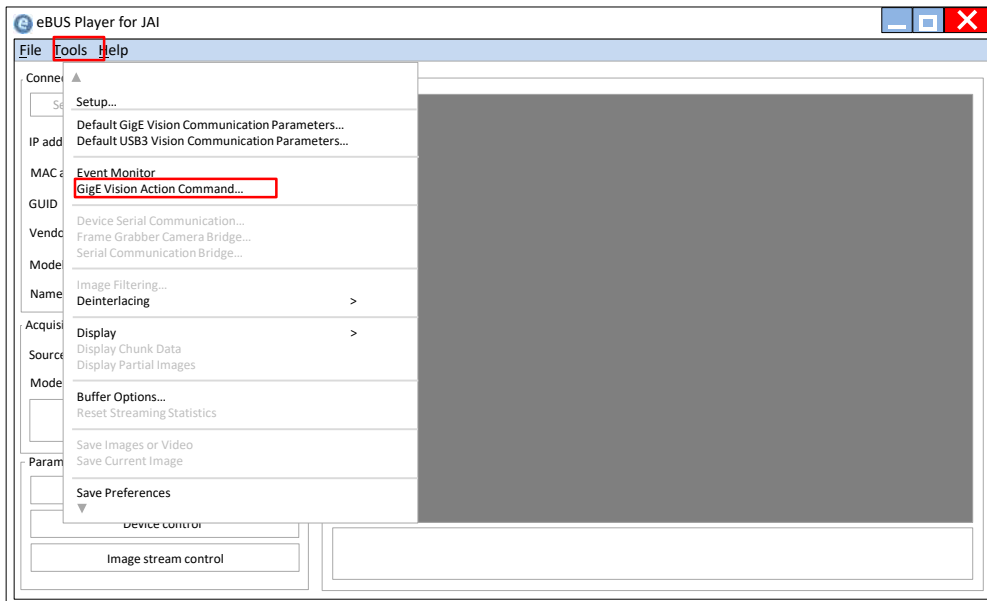 eBUS Player for JAI
File Tools Help
Conne
Se
Setup...
Default GigE Vision Communication Parameters...
IP add
Default USB3 Vision Communication Parameters...
MAC a
Event Monitor
GigE Vision Action Command...
GUID
Device Serial Communication...
Vendo
Frame Grabber Camera Bridge...
Serial Communication Bridge...
Model
Image Filtering...
Name
Deinterlacing >
Acquisi
Display >
Source
Display Chunk Data
Display Partial Images
Mode
Buffer Options...
Reset Streaming Statistics
Save Images or Video
Param
Save Current Image
Save Preferences
Device control
Image stream control